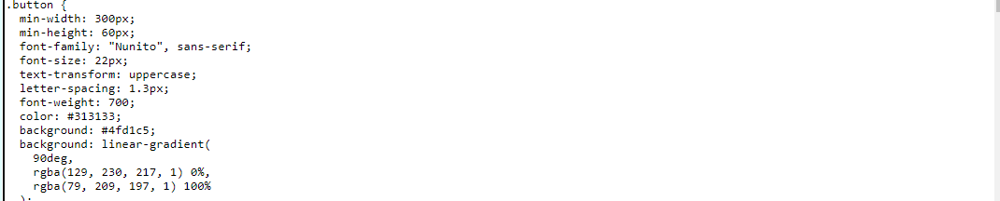 .button {
  min-width: 300px;
  min-height: 60px;
  font-family: "Nunito", sans-serif;
  font-size: 22px;
  text-transform: uppercase;
  letter-spacing: 1.3px;
  font-weight: 700;
  color: #313133;
  background: #4fd1c5;
  background: linear-gradient(
    90deg,
    rgba(129, 230, 217, 1) 0%,
    rgba(79, 209, 197, 1) 100%
  );